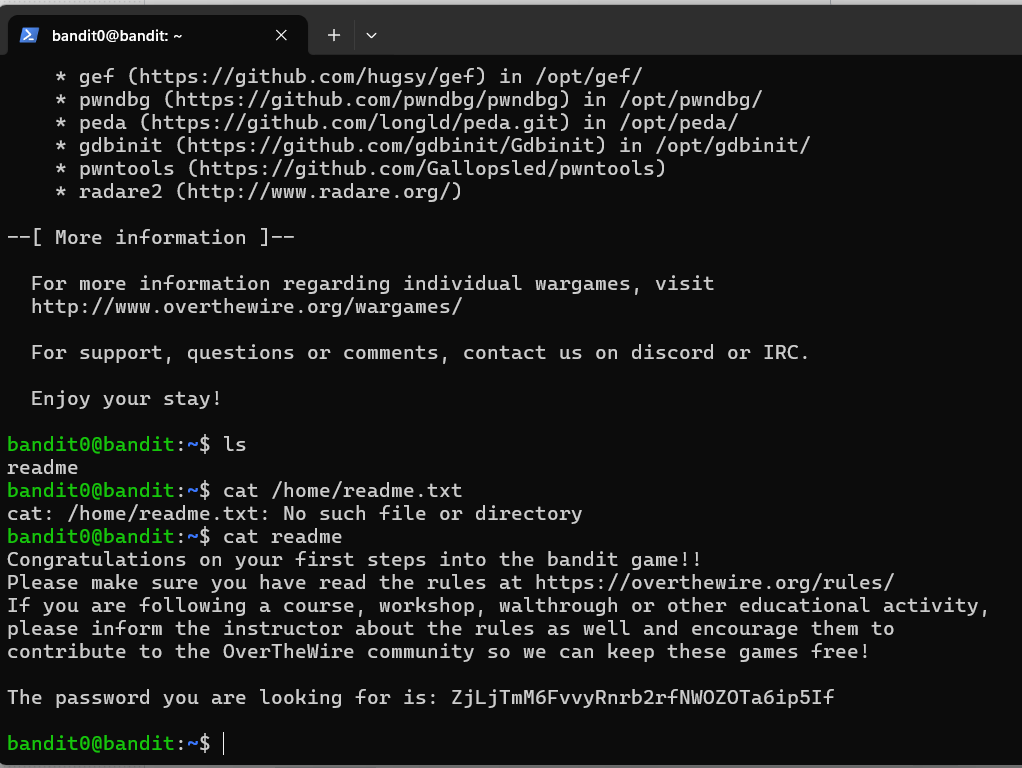 bandit0@bandit: ~
* gef (https://github.com/hugsy/gef) in /opt/gef/
* pwndbg (https://github.com/pwndbg/pwndbg) in /opt/pwndbg/
* peda (https://github.com/longld/peda.git) in /opt/peda/
* gdbinit (https://github.com/gdbinit/Gdbinit) in /opt/gdbinit/
* pwntools (https://github.com/Gallopsled/pwntools)
* radare2 (http://www.radare.org/)
--[ More information ]--
For more information regarding individual wargames, visit
http://www.overthewire.org/wargames/
For support, questions or comments, contact us on discord or IRC.
Enjoy your stay!
bandit0@bandit:~$ ls
readme
bandit0@bandit:~$ cat /home/readme.txt
cat: /home/readme.txt: No such file or directory
bandit0@bandit:~$ cat readme
Congratulations on your first steps into the bandit game!!
Please make sure you have read the rules at https://overthewire.org/rules/
If you are following a course, workshop, walthrough or other educational activity,
please inform the instructor about the rules as well and encourage them to
contribute to the OverTheWire community so we can keep these games free!
The password you are looking for is: ZjLjTmM6FvvyRnrb2rfNWOZOTa6ip5If
bandit0@bandit:~$